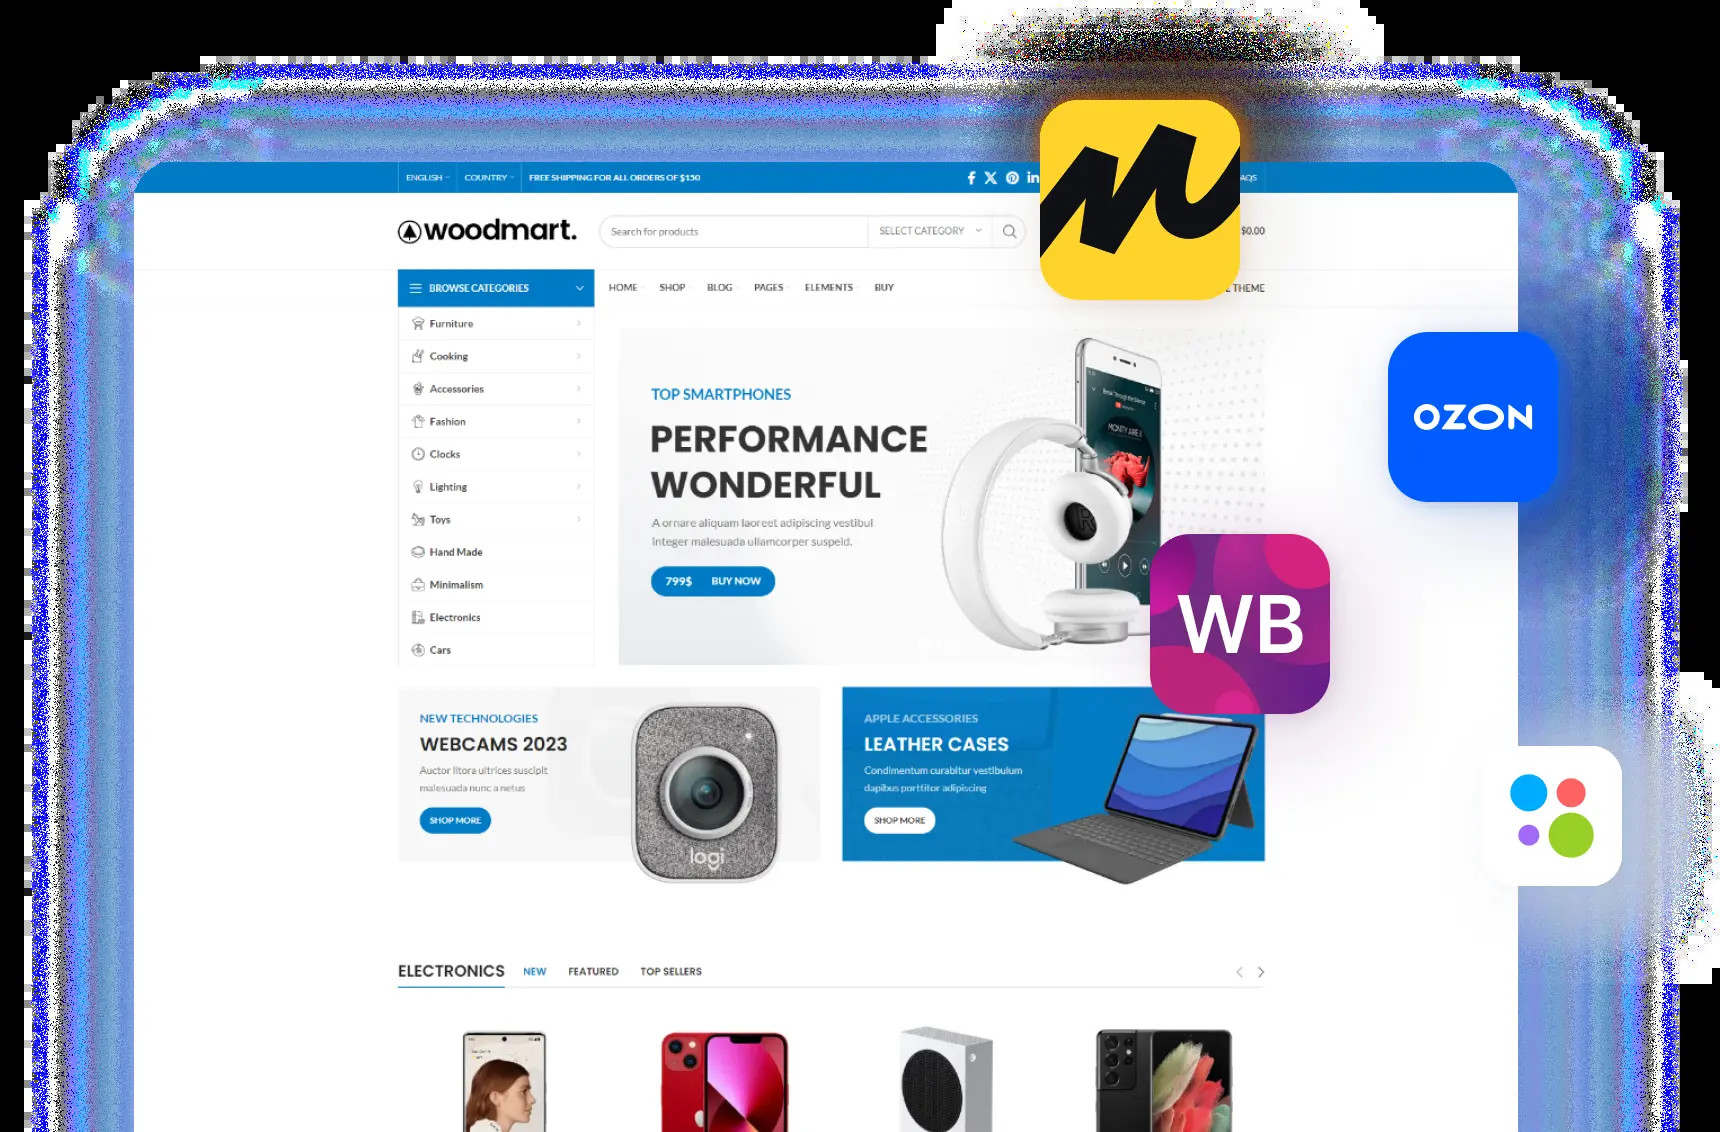 ENGLISH
COUNTRY
FREE SHIPPING FOR ALL ORDERS OF $150
woodmart.
Search for products
SELECT CATEGORY
$0.00
BROWSE CATEGORIES
HOME
SHOP
BLOG
PAGES
ELEMENTS
BUY
THEME
Furniture
Cooking
Accessories
Fashion
Clocks
Lighting
Toys
Hand Made
Minimalism
Electronics
Cars
TOP SMARTPHONES
PERFORMANCE
WONDERFUL
A ornare aliquam laoreet adipiscing vestibul
integer malesuada ullamcorper suspeid.
799$ BUY NOW
OZON
WB
NEW TECHNOLOGIES
WEBCAMS 2023
Auctor litora ultrices suscipit
malesuada nunc a netus
SHOP MORE
logi
APPLE ACCESSORIES
LEATHER CASES
Condimentum curabitur vestibulum
dapibus porttitor adipiscing
SHOP MORE
ELECTRONICS
NEW
FEATURED
TOP SELLERS